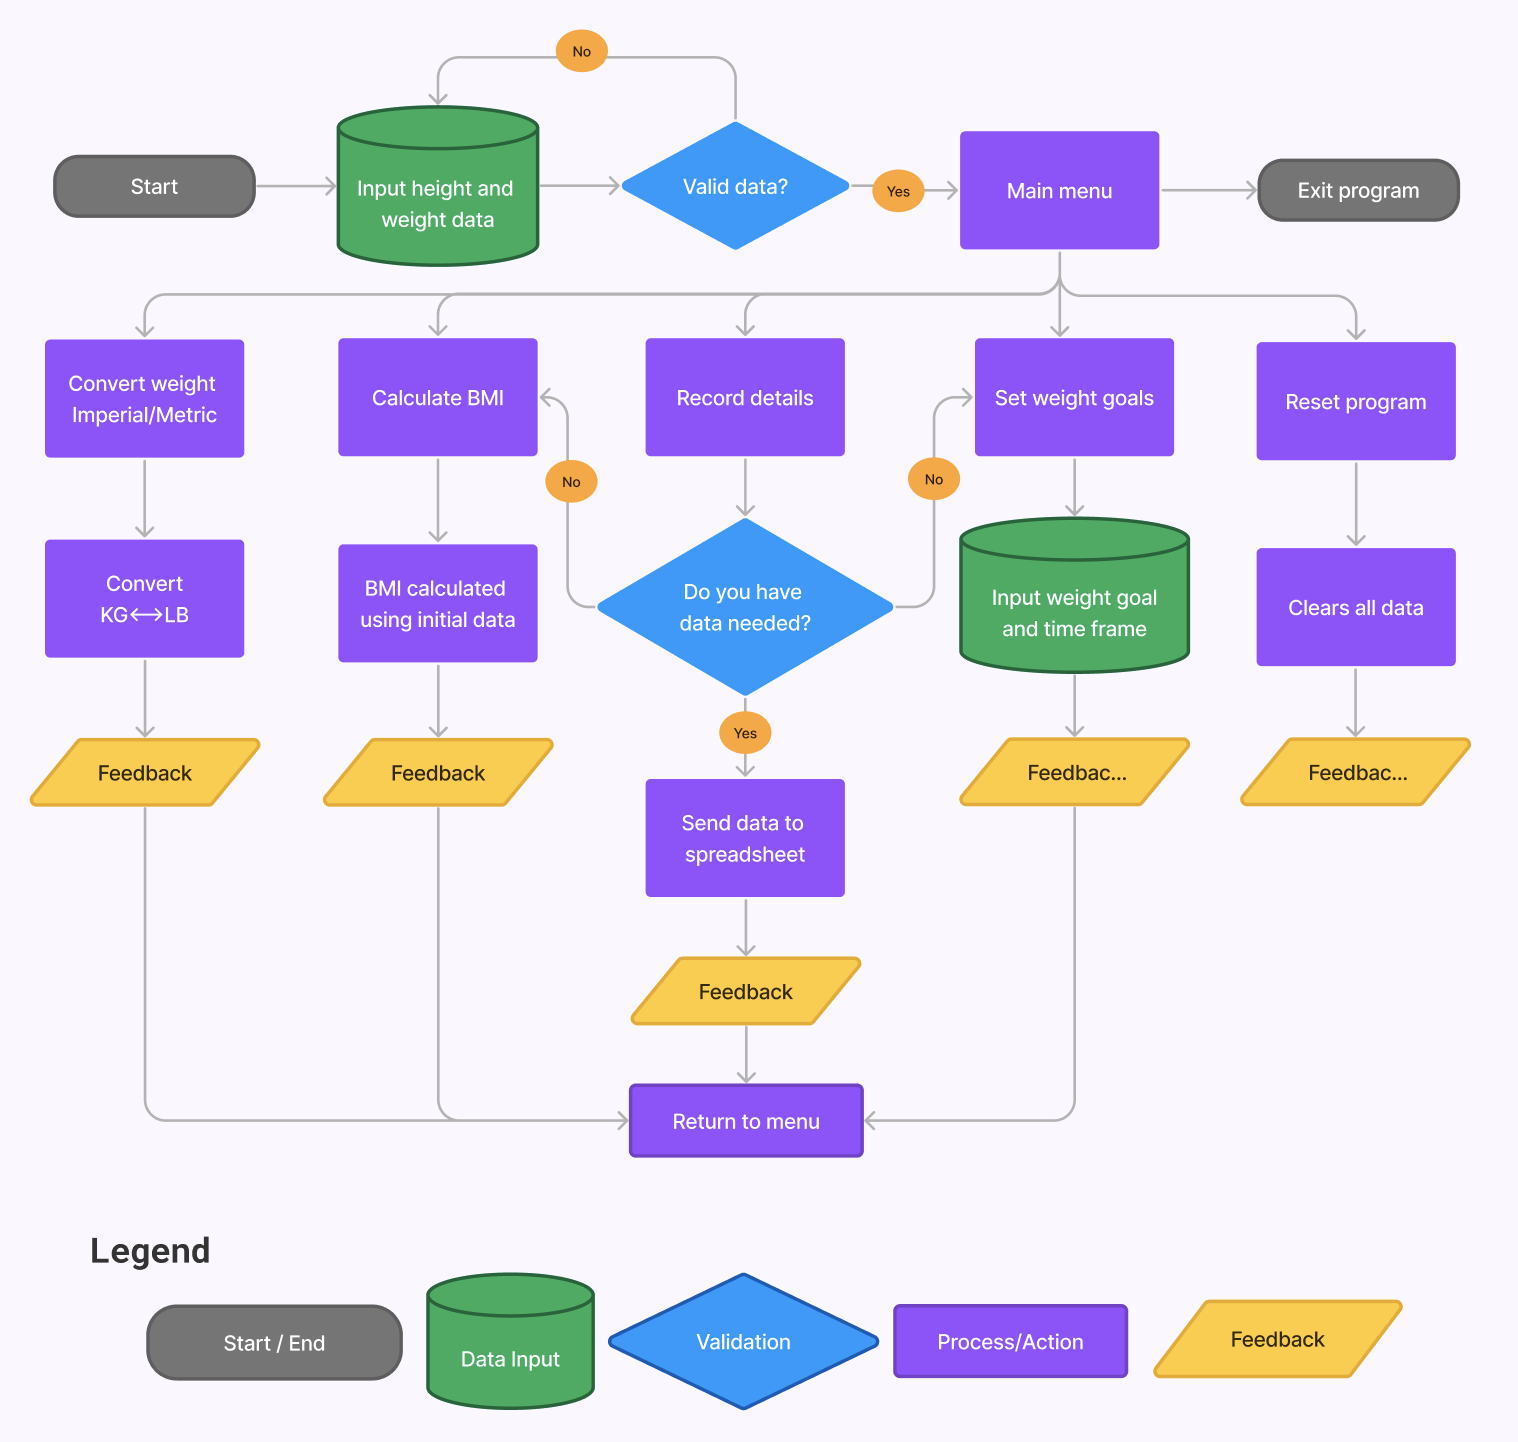 No
Start
Input height and
weight data
Valid data?
Yes
Main menu
Exit program
Convert weight
Imperial/Metric
Calculate BMI
Record details
Set weight goals
Reset program
No
No
Convert
KG↔LB
BMI calculated
using initial data
Do you have
data needed?
Input weight goal
and time frame
Clears all data
Yes
Feedback
Feedback
Feedbac...
Feedbac...
Send data to
spreadsheet
Feedback
Return to menu
Legend
Start / End
Data Input
Validation
Process/Action
Feedback